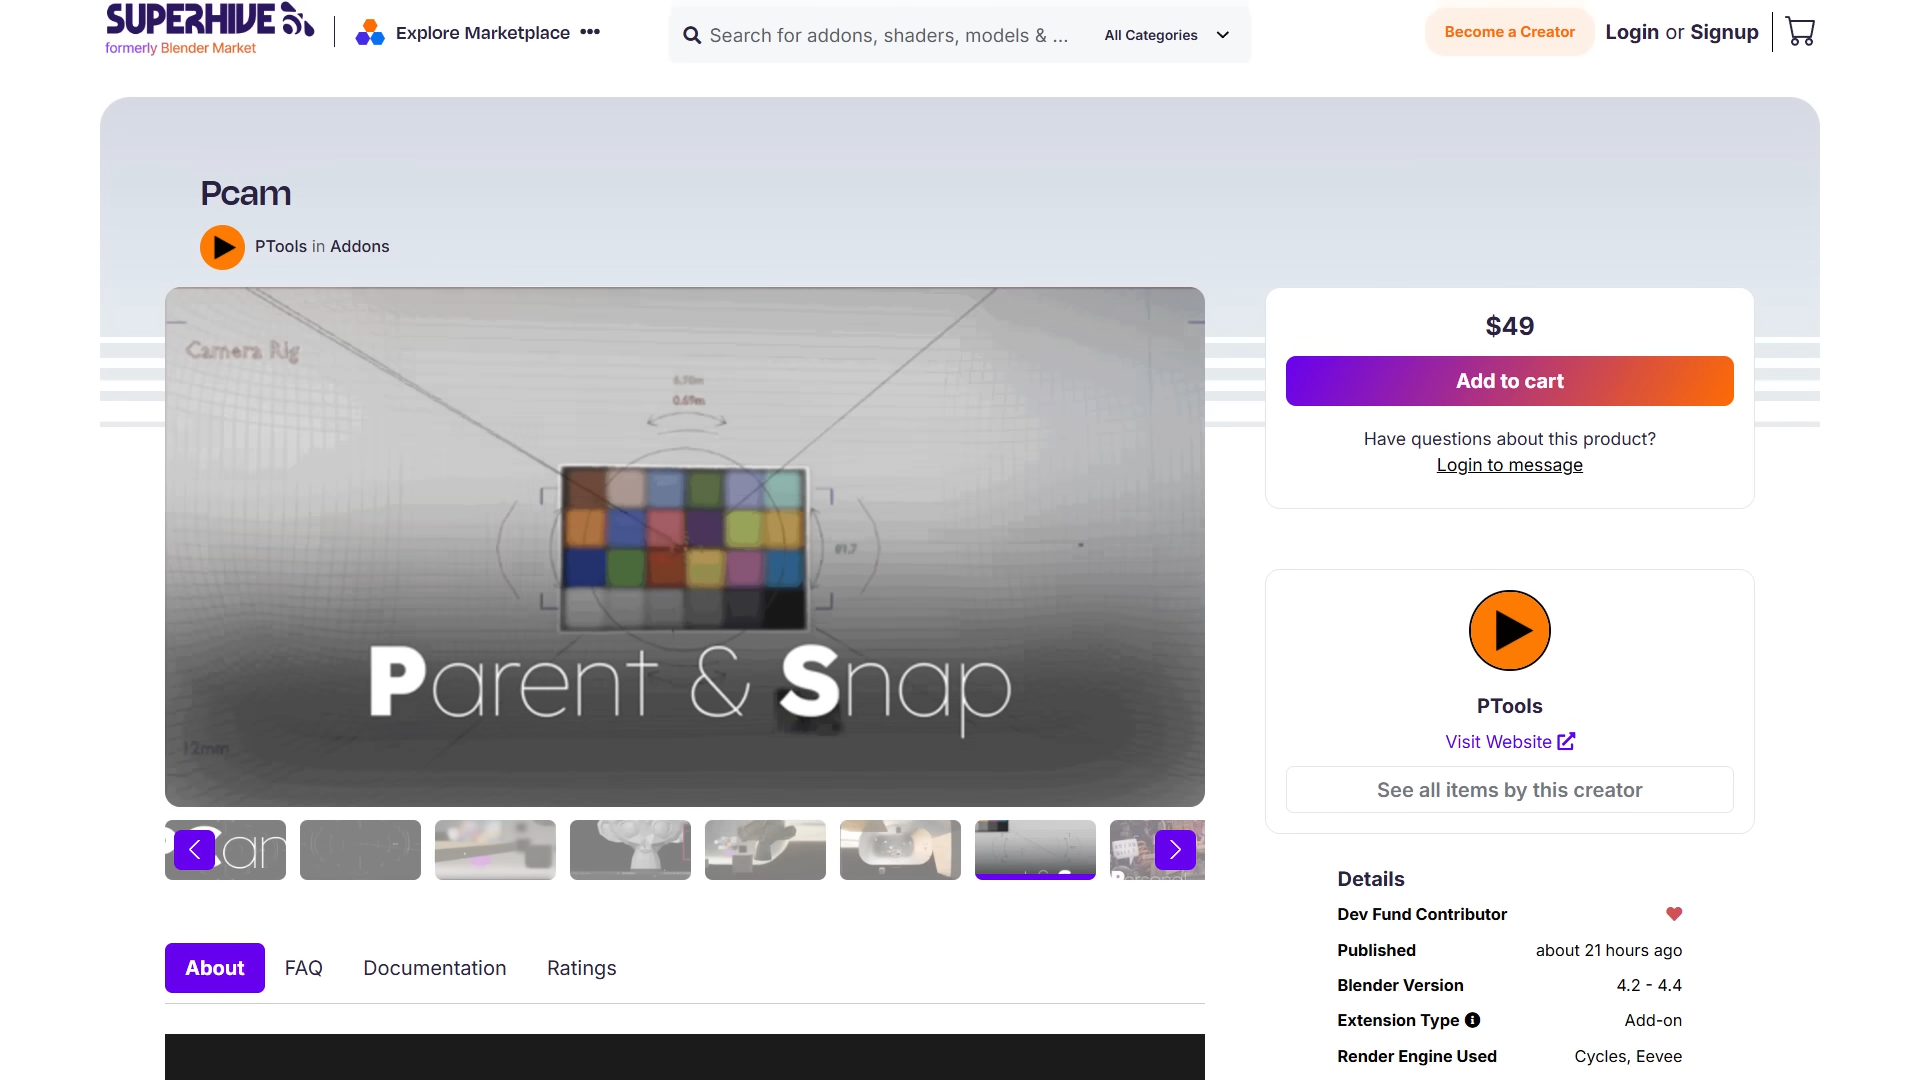 SUPERHIVE
formerly Blender Market
Explore Marketplace •••
Search for addons, shaders, models & ...
All Categories
Become a Creator
Login or Signup
Pcam
PTools in Addons
Camera Rig
0.69m
Parent & Snap
12mm
$49
Add to cart
Have questions about this product?
Login to message
PTools
Visit Website
See all items by this creator
About
FAQ
Documentation
Ratings
Details
Dev Fund Contributor
Published about 21 hours ago
Blender Version 4.2 - 4.4
Extension Type Add-on
Render Engine Used Cycles, Eevee